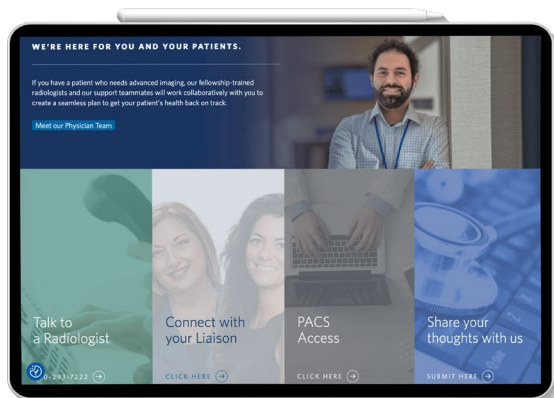 WE'RE HERE FOR YOU AND YOUR PATIENTS.
If you have a patient who needs advanced imaging, our fellowship-trained
radiologists and our support teammates will work collaboratively with you to
create a seamless plan to get your patient's health back on track.
Meet our Physician Team
Talk to
a Radiologist
0-293-7222
Connect with
your Liaison
CLICK HERE
PACS
Access
CLICK HERE
Share your
thoughts with us
SUBMIT HERE